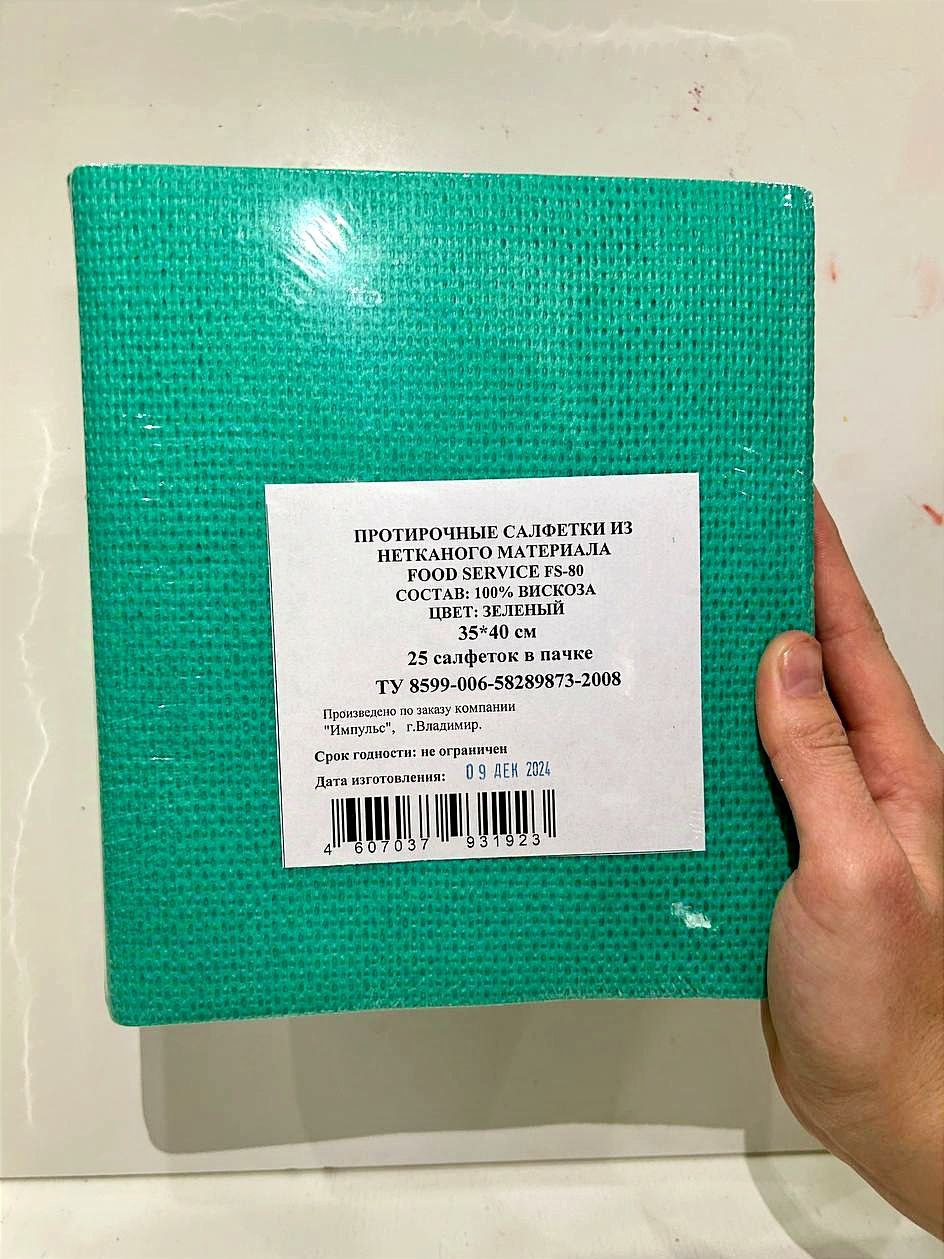 ПРОТИРОЧНЫЕ САЛФЕТКИ ИЗ
НЕТКАНОГО МАТЕРИАЛА
FOOD SERVICE FS-80
СОСТАВ: 100% ВИСКОЗА
ЦВЕТ: ЗЕЛЕНЫЙ
35*40 см
25 салфеток в пачке
ТУ 8599-006-58289873-2008
Произведено по заказу компании
"Импульс", г.Владимир.
Срок годности: не ограничен
Дата изготовления: 09 ДЕК 2024
4 607037 931923